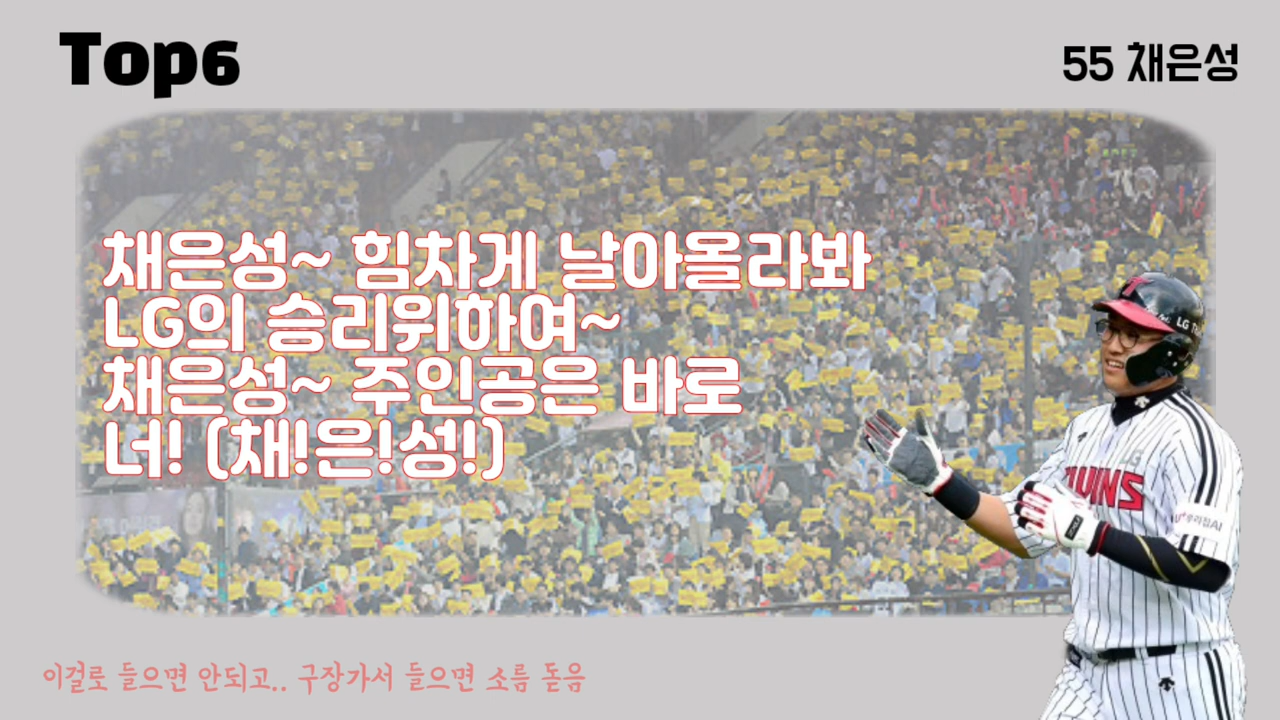 Top6
55 채은성
채은성~ 힘차게 날아올라봐
LG의 승리위하여~
채은성~ 주인공은 바로
너! (채!은!성!)
LG
TWINS
이걸로 들으면 안되고.. 구장가서 들으면 소름 돋음